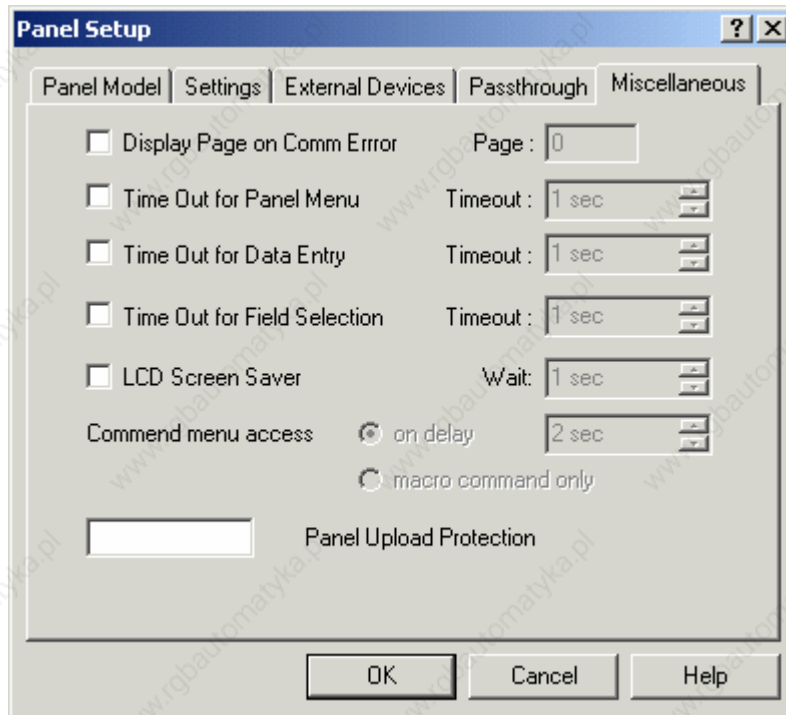 Panel Setup
Panel Model Settings External Devices Passthrough Miscellaneous
Display Page on Comm Errror Page : 0
Time Out for Panel Menu Timeout : 1 sec
Time Out for Data Entry Timeout : 1 sec
Time Out for Field Selection Timeout : 1 sec
LCD Screen Saver Wait: 1 sec
Commend menu access on delay 2 sec
macro command only
Panel Upload Protection
OK Cancel Help
www.rgbautomatyka.pl